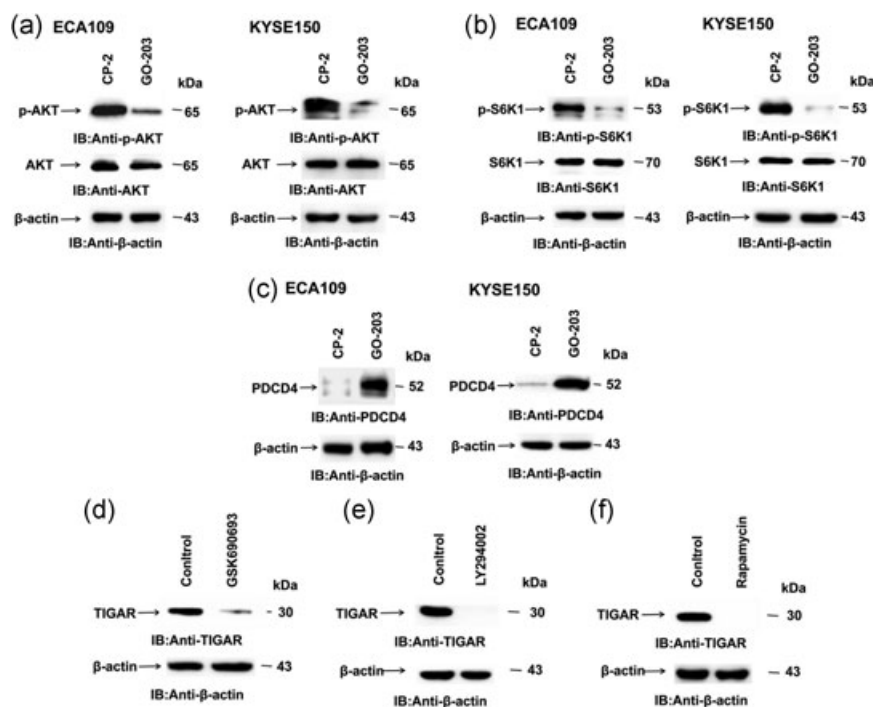 (a) ECA109 KYSE150
CP-2 GO-203 kDa CP-2 GO-203 kDa
p-AKT 65 p-AKT 65
IB:Anti-p-AKT IB:Anti-p-AKT
AKT 65 AKT 65
IB:Anti-AKT IB:Anti-AKT
β-actin 43 β-actin 43
IB:Anti-β-actin IB:Anti-β-actin
(b) ECA109 KYSE150
CP-2 GO-203 kDa CP-2 GO-203 kDa
p-S6K1 53 p-S6K1 53
IB:Anti-p-S6K1 IB:Anti-p-S6K1
S6K1 70 S6K1 70
IB:Anti-S6K1 IB:Anti-S6K1
β-actin 43 β-actin 43
IB:Anti-β-actin IB:Anti-β-actin
(c) ECA109 KYSE150
CP-2 GO-203 kDa CP-2 GO-203 kDa
PDCD4 52 PDCD4 52
IB:Anti-PDCD4 IB:Anti-PDCD4
β-actin 43 β-actin 43
IB:Anti-β-actin IB:Anti-β-actin
(d)
Conltrol GSK690693 kDa
TIGAR 30
IB:Anti-TIGAR
β-actin 43
IB:Anti-β-actin
(e)
Conltrol LY294002 kDa
TIGAR 30
IB:Anti-TIGAR
β-actin 43
IB:Anti-β-actin
(f)
Conltrol Rapamycin kDa
TIGAR 30
IB:Anti-TIGAR
β-actin 43
IB:Anti-β-actin